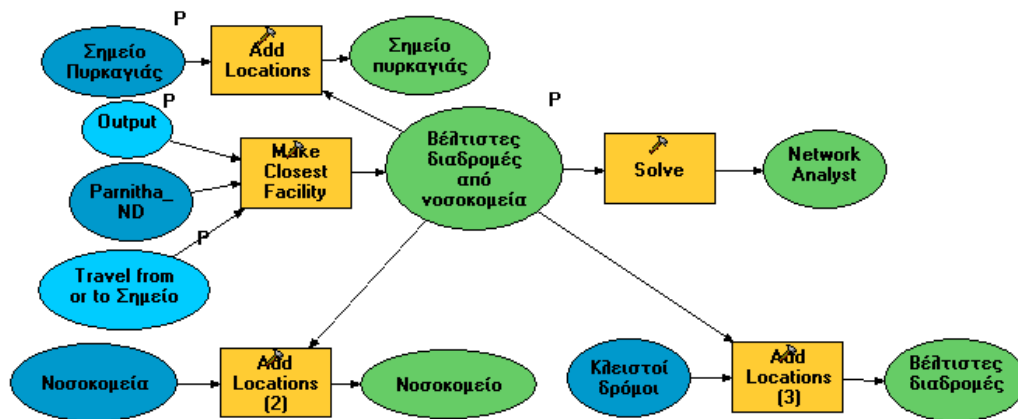 P
Σημείο
Πυρκαγιάς
Add
Locations
Σημείο
πυρκαγιάς
P
Output
P
Βέλτιστες
διαδρομές
από
νοσοκομεία
Make
Closest
Facility
Solve
Network
Analyst
Parnitha_
ND
P
Travel from
or to Σημείο
Νοσοκομεία
Add
Locations
(2)
Νοσοκομείο
Κλειστοί
δρόμοι
Add
Locations
(3)
Βέλτιστες
διαδρομές